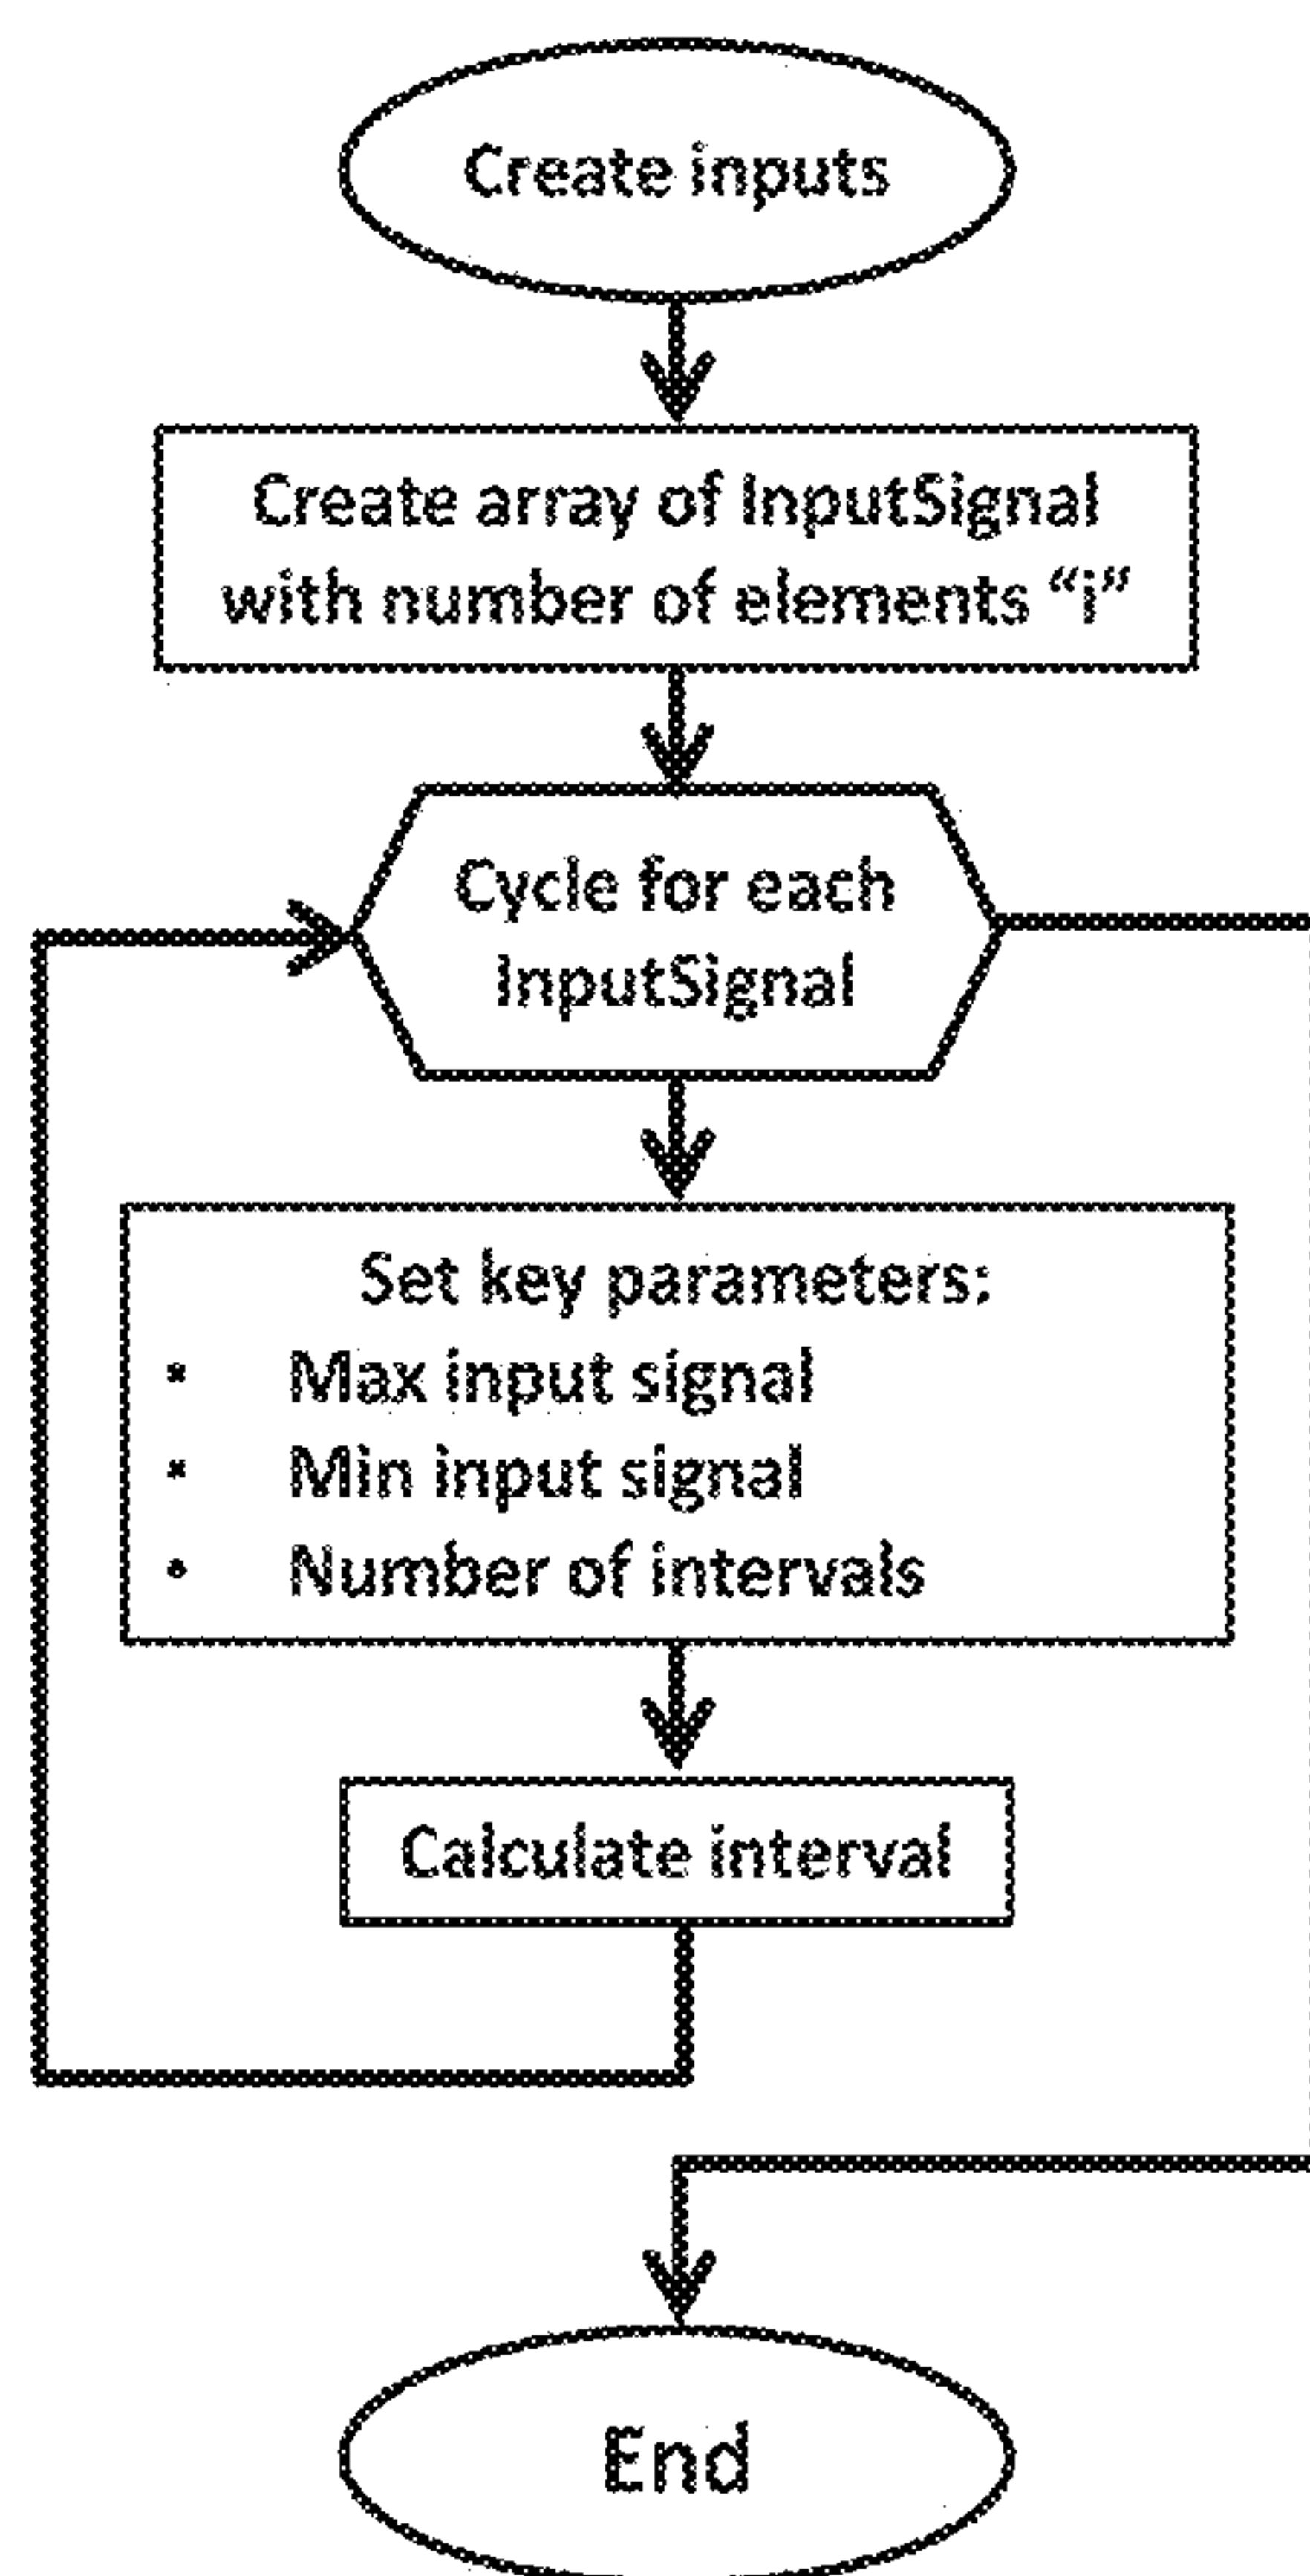 Create inputs
Create array of InputSignal
with number of elements “i”
Cycle for each
InputSignal
Set key parameters:
• Max input signal
• Min input signal
• Number of intervals
Calculate interval
End